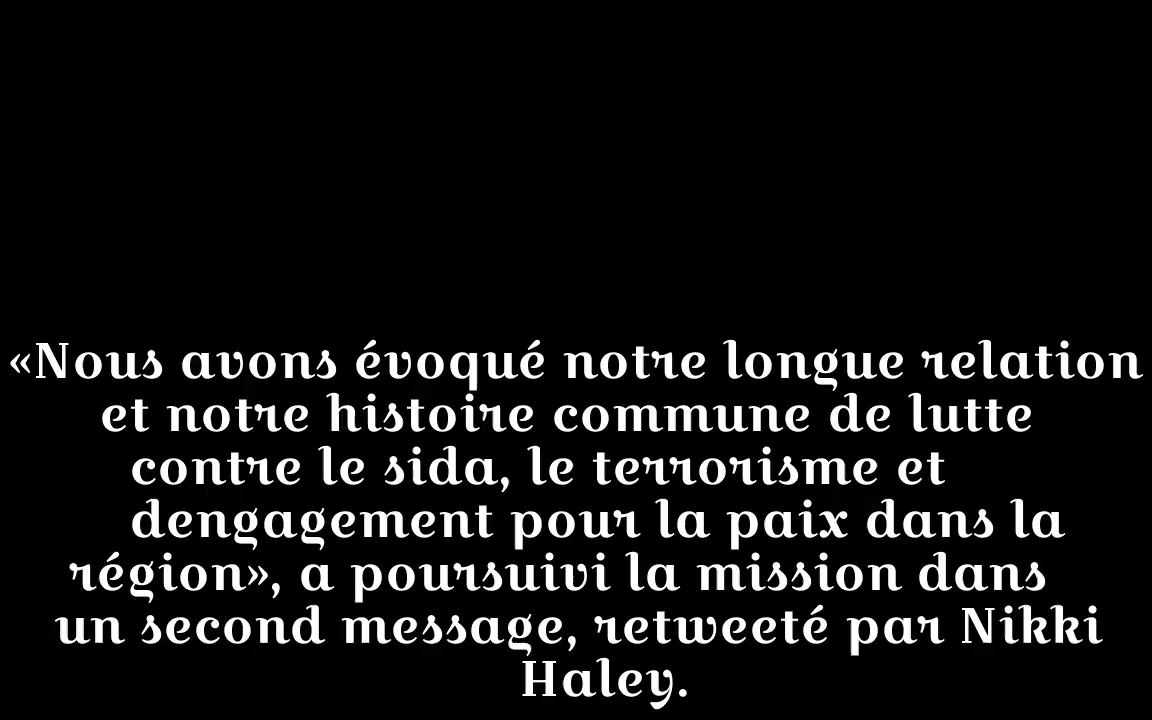 «Nous avons évoqué notre longue relation
et notre histoire commune de lutte
contre le sida, le terrorisme et
dengagement pour la paix dans la
région», a poursuivi la mission dans
un second message, retweeté par Nikki
Haley.